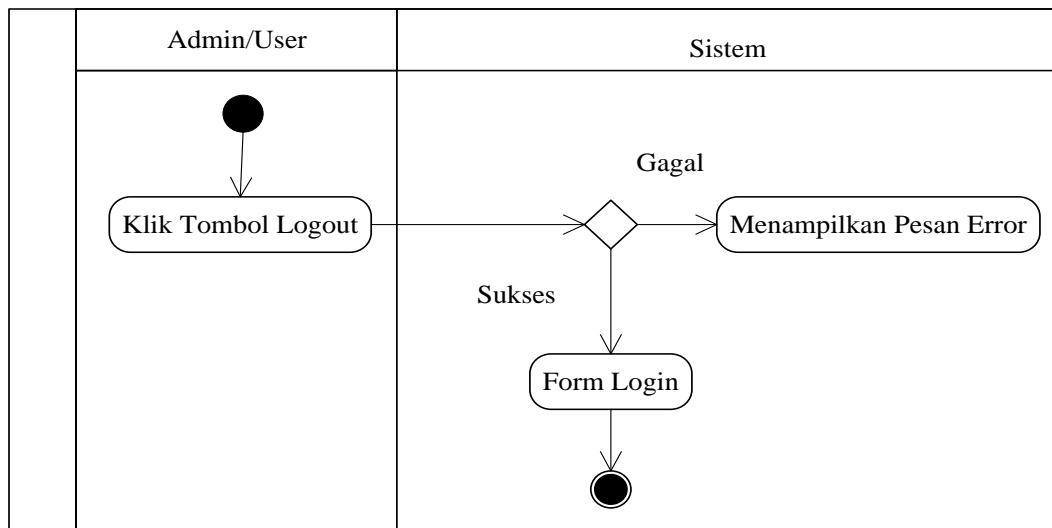 Admin/User
Sistem
Gagal
Klik Tombol Logout
Menampilkan Pesan Error
Sukses
Form Login